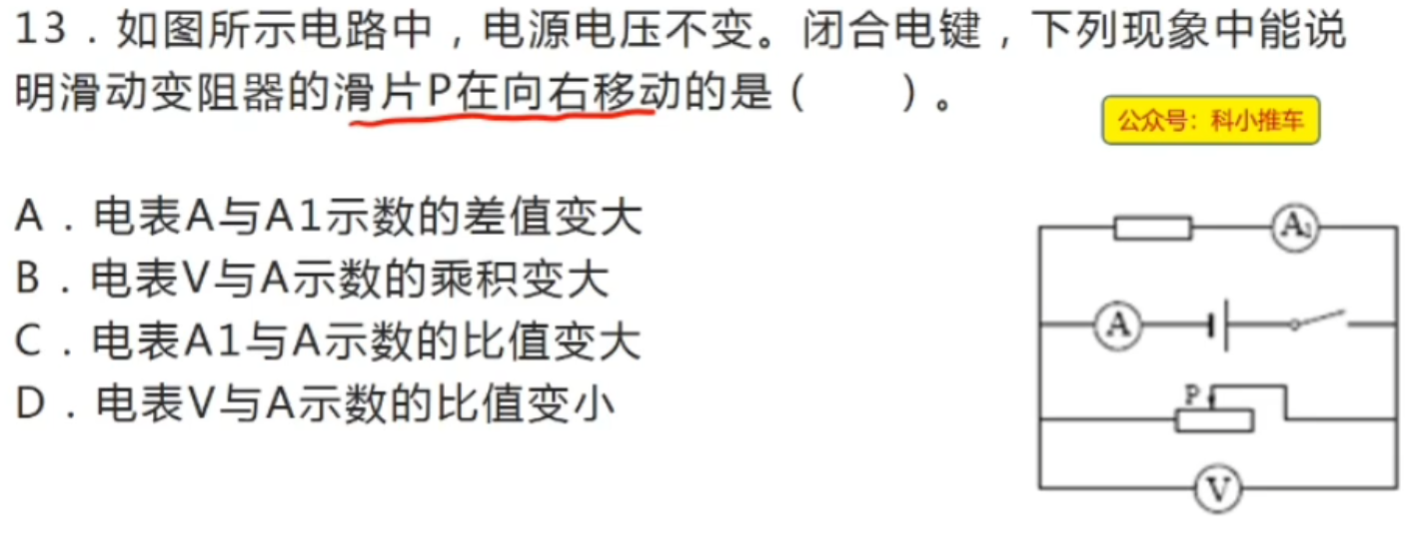 13．如图所示电路中，电源电压不变。闭合电键，下列现象中能说
明滑动变阻器的滑片P在向右移动的是（　　）。
公众号：科小推车
A．电表A与A1示数的差值变大
B．电表V与A示数的乘积变大
C．电表A1与A示数的比值变大
D．电表V与A示数的比值变小
A₁
A
P
V